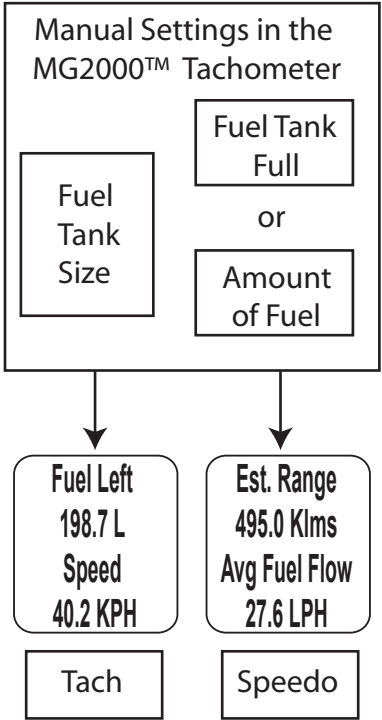 Manual Settings in the
MG2000™ Tachometer
Fuel
Tank
Size
Fuel Tank
Full
or
Amount
of Fuel
Fuel Left
198.7 L
Speed
40.2 KPH
Est. Range
495.0 Klms
Avg Fuel Flow
27.6 LPH
Tach
Speedo